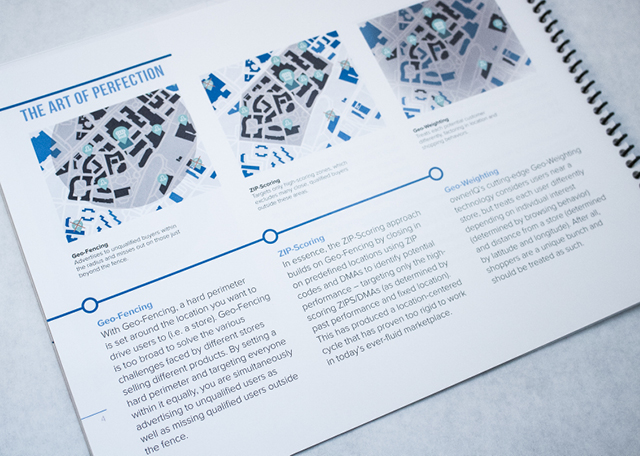 THE ART OF PERFECTION
Geo-Fencing
Advertises to unqualified buyers within
the radius and misses out on those just
beyond the fence.
ZIP-Scoring
Targets only high-scoring zones, which
excludes many close, qualified buyers
outside these areas.
Geo-Weighting
Treats each potential customer
differently, factoring in location and
shopping behaviors.
Geo-Fencing
With Geo-Fencing, a hard perimeter
is set around the location you want to
drive users to (i.e. a store). Geo-Fencing
is too broad to solve the various
challenges faced by different stores
selling different products. By setting a
hard perimeter and targeting everyone
within it equally, you are simultaneously
advertising to unqualified users as
well as missing qualified users outside
the fence.
ZIP-Scoring
In essence, the ZIP-Scoring approach
builds on Geo-Fencing by closing in
on predefined locations using ZIP
codes and DMAs to identify potential
performance – targeting only the high-
scoring ZIPS/DMAs (as determined by
past performance and fixed location).
This has produced a location-centered
cycle that has proven too rigid to work
in today's ever-fluid marketplace.
Geo-Weighting
ownerIQ's cutting-edge Geo-Weighting
technology considers users near a
store, but treats each user differently
depending on individual interest
(determined by browsing behavior)
and distance from a store (determined
by latitude and longitude). After all,
shoppers are a unique bunch and
should be treated as such.
4